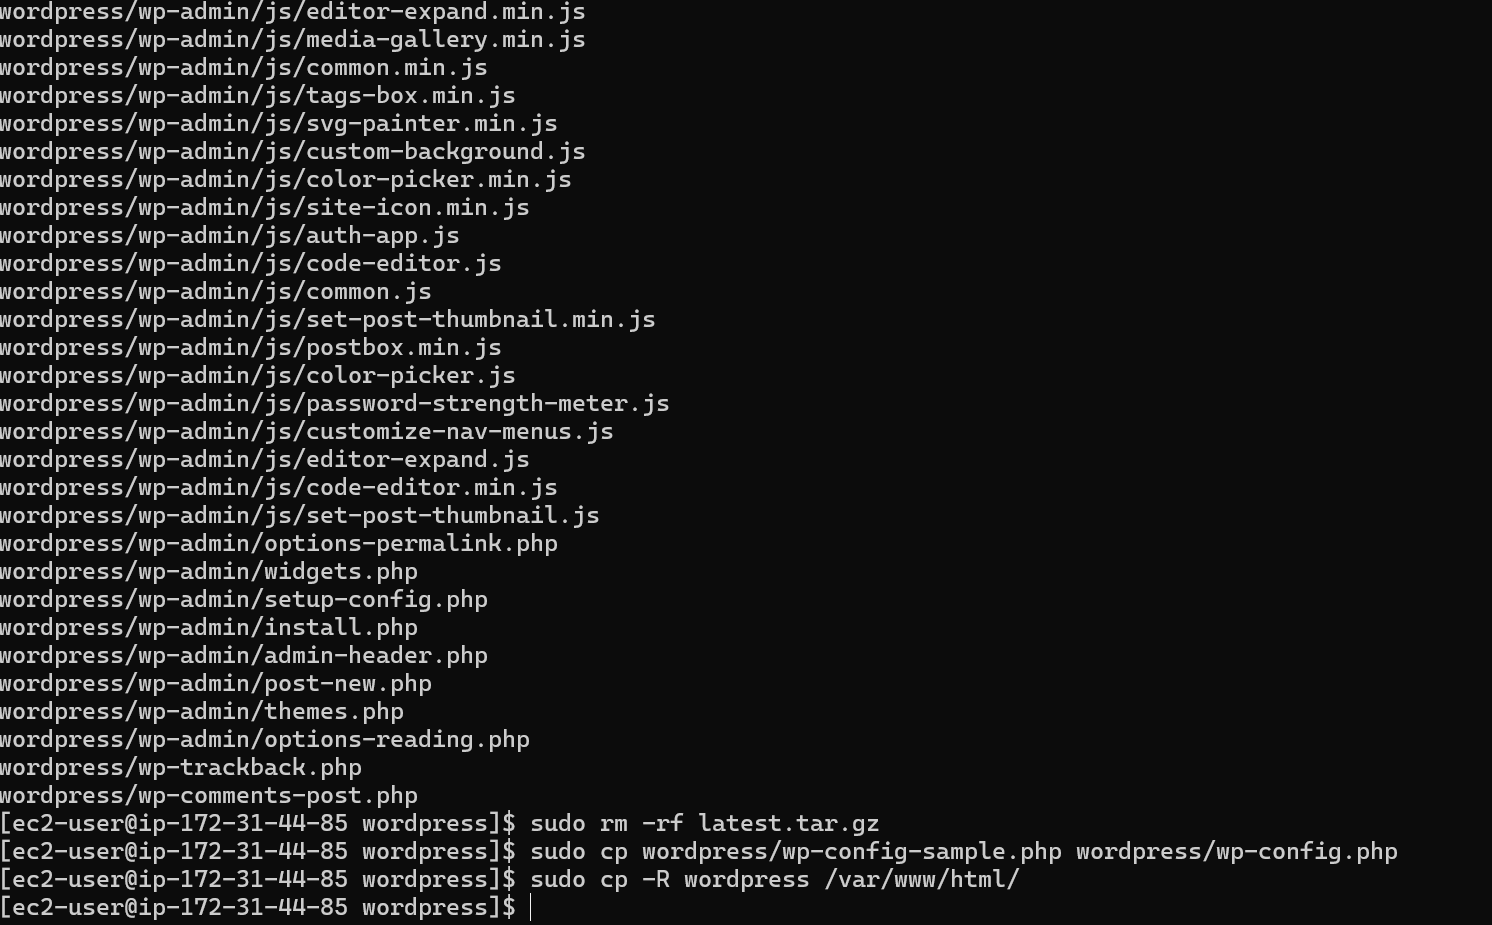 wordpress/wp-admin/js/editor-expand.min.js
wordpress/wp-admin/js/media-gallery.min.js
wordpress/wp-admin/js/common.min.js
wordpress/wp-admin/js/tags-box.min.js
wordpress/wp-admin/js/svg-painter.min.js
wordpress/wp-admin/js/custom-background.js
wordpress/wp-admin/js/color-picker.min.js
wordpress/wp-admin/js/site-icon.min.js
wordpress/wp-admin/js/auth-app.js
wordpress/wp-admin/js/code-editor.js
wordpress/wp-admin/js/common.js
wordpress/wp-admin/js/set-post-thumbnail.min.js
wordpress/wp-admin/js/postbox.min.js
wordpress/wp-admin/js/color-picker.js
wordpress/wp-admin/js/password-strength-meter.js
wordpress/wp-admin/js/customize-nav-menus.js
wordpress/wp-admin/js/editor-expand.js
wordpress/wp-admin/js/code-editor.min.js
wordpress/wp-admin/js/set-post-thumbnail.js
wordpress/wp-admin/options-permalink.php
wordpress/wp-admin/widgets.php
wordpress/wp-admin/setup-config.php
wordpress/wp-admin/install.php
wordpress/wp-admin/admin-header.php
wordpress/wp-admin/post-new.php
wordpress/wp-admin/themes.php
wordpress/wp-admin/options-reading.php
wordpress/wp-trackback.php
wordpress/wp-comments-post.php
[ec2-user@ip-172-31-44-85 wordpress]$ sudo rm -rf latest.tar.gz
[ec2-user@ip-172-31-44-85 wordpress]$ sudo cp wordpress/wp-config-sample.php wordpress/wp-config.php
[ec2-user@ip-172-31-44-85 wordpress]$ sudo cp -R wordpress /var/www/html/
[ec2-user@ip-172-31-44-85 wordpress]$